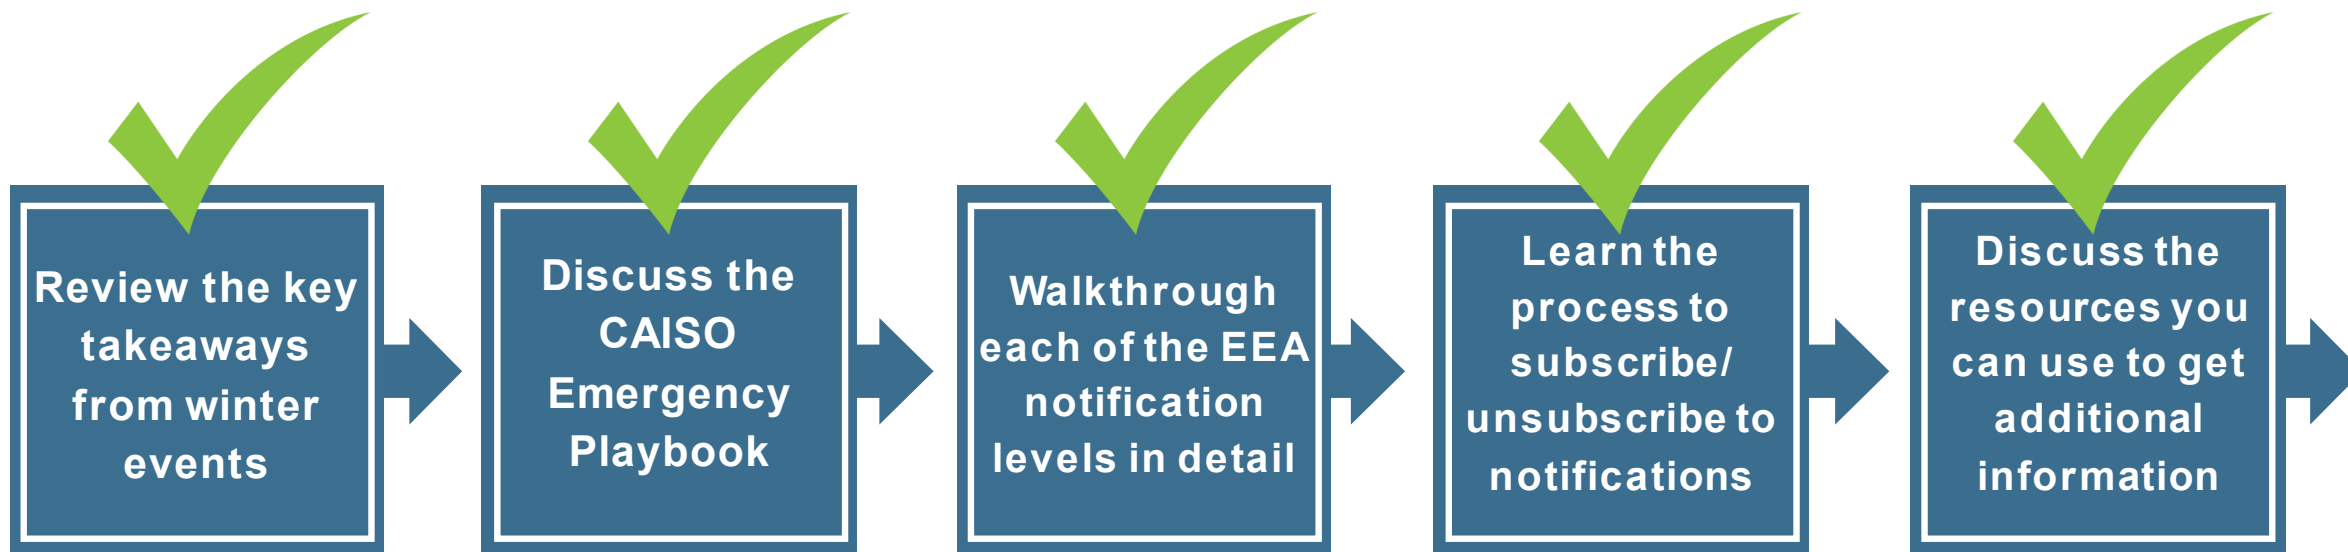 Review the key
takeaways
from winter
events
Discuss the
CAISO
Emergency
Playbook
Walkthrough
each of the EEA
notification
levels in detail
Learn the
process to
subscribe/
unsubscribe to
notifications
Discuss the
resources you
can use to get
additional
information